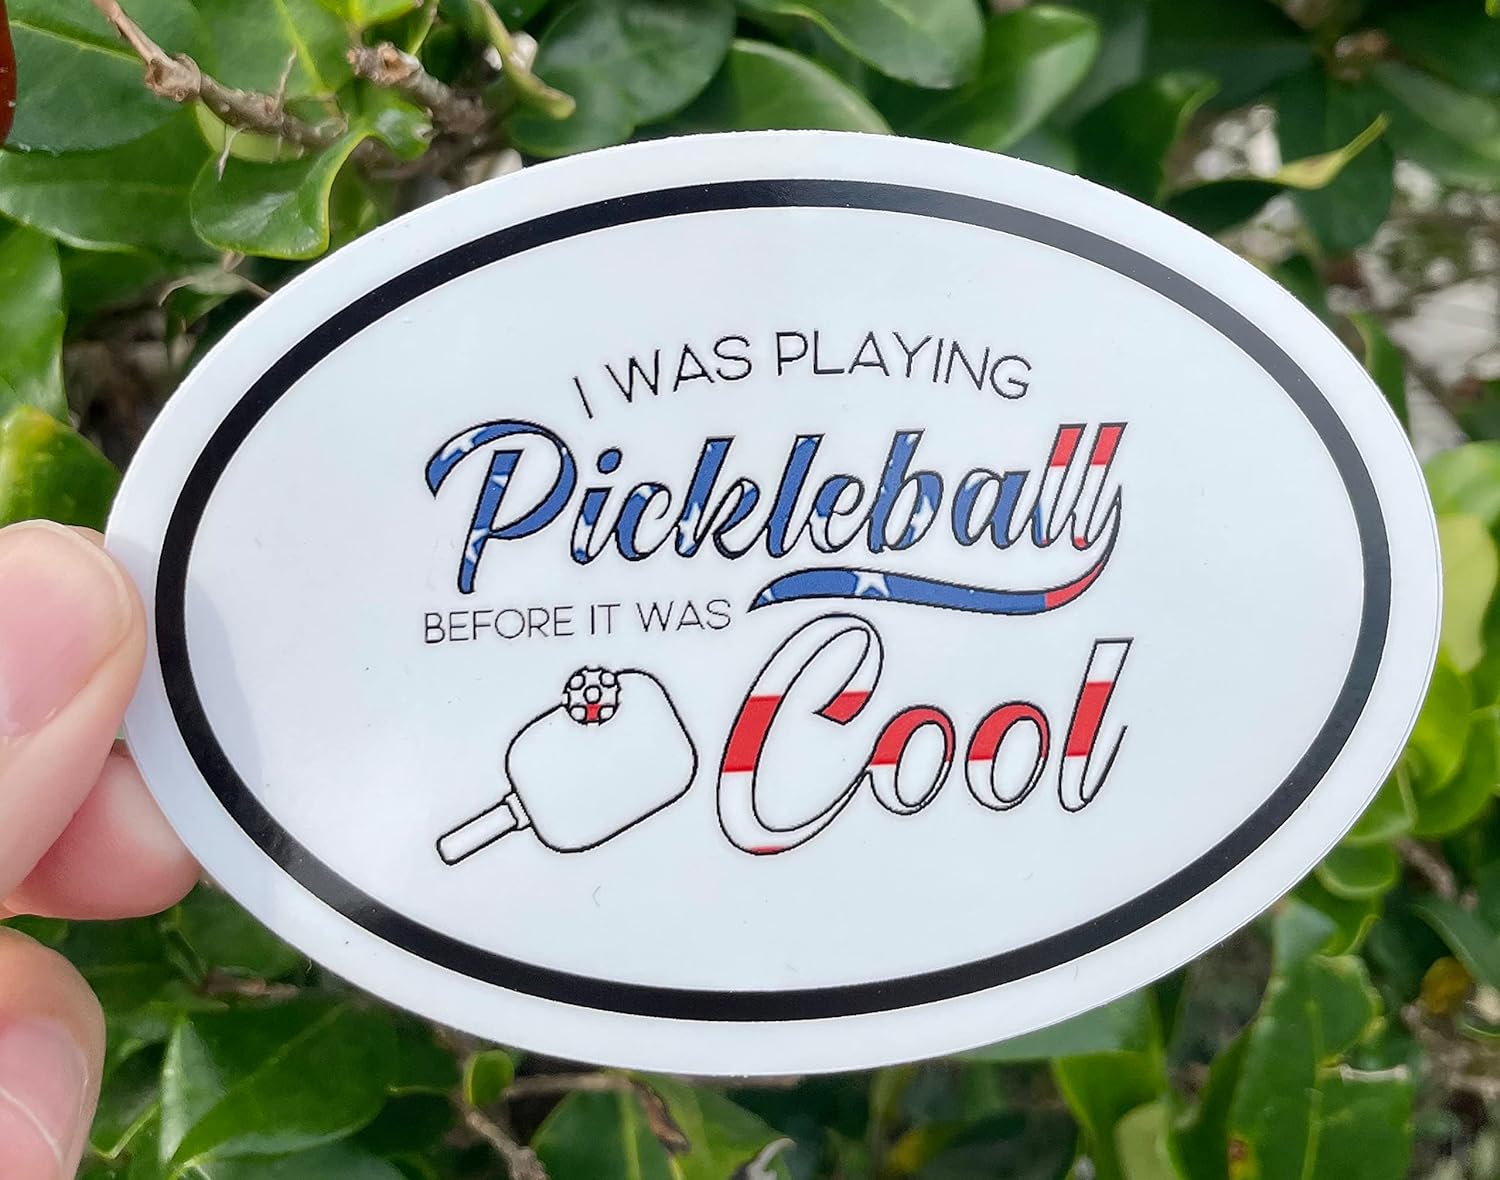 I WAS PLAYING
Pickleball
BEFORE IT WAS
Cool